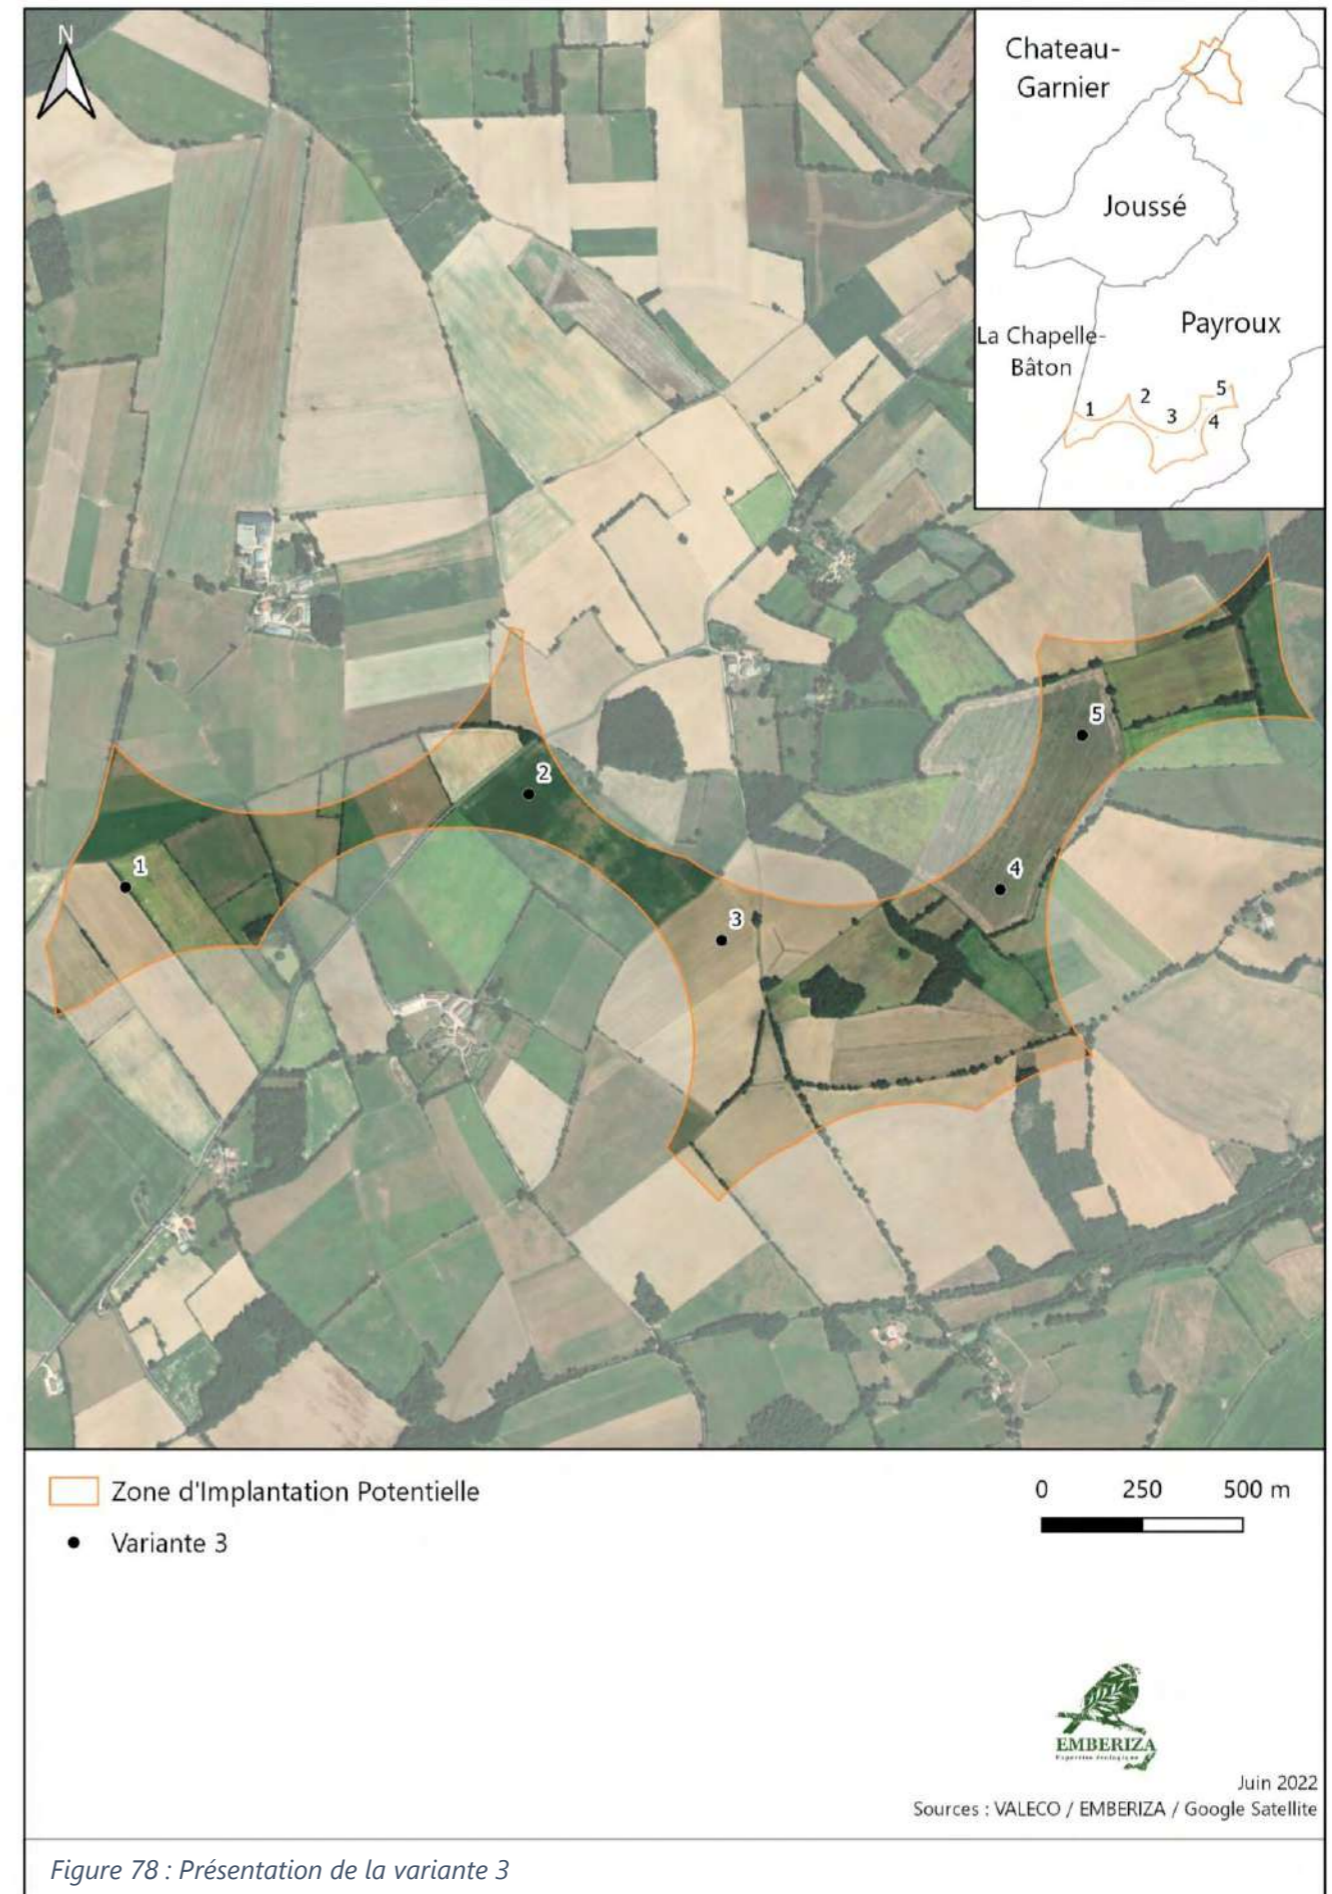 N
Chateau-
Garnier
Joussé
Payroux
La Chapelle-
Bâton
1
2
3
4
5
5
2
1
4
3
Zone d'Implantation Potentielle
Variante 3
0 250 500 m
EMBERIZA
Expertise écologique
Juin 2022
Sources : VALECO / EMBERIZA / Google Satellite
Figure 78 : Présentation de la variante 3